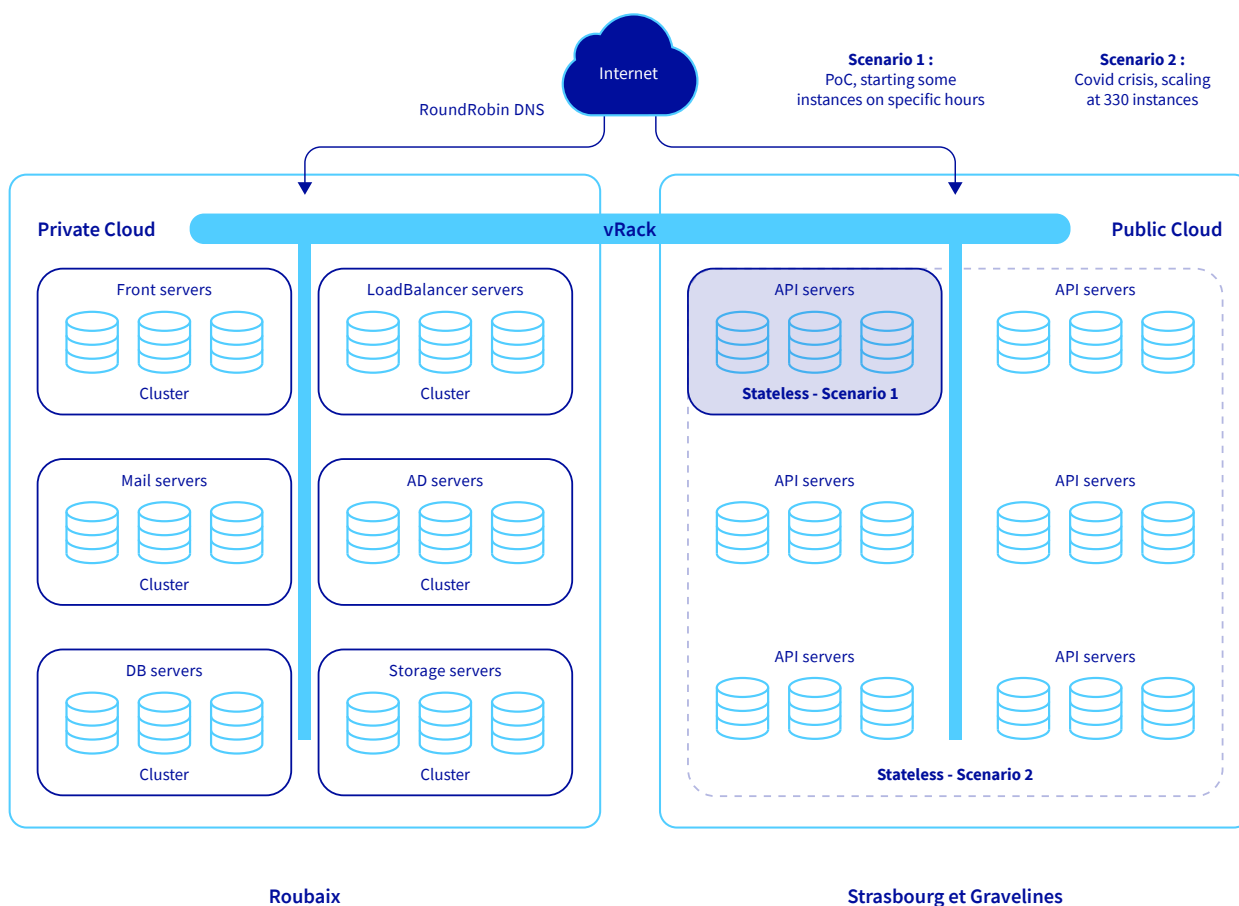 Internet
RoundRobin DNS
Scenario 1 :
PoC, starting some
instances on specific hours
Scenario 2 :
Covid crisis, scaling
at 330 instances
Private Cloud
vRack
Public Cloud
Front servers
Cluster
LoadBalancer servers
Cluster
API servers
Stateless - Scenario 1
API servers
Mail servers
Cluster
AD servers
Cluster
API servers
API servers
DB servers
Cluster
Storage servers
Cluster
API servers
API servers
Stateless - Scenario 2
Roubaix
Strasbourg et Gravelines